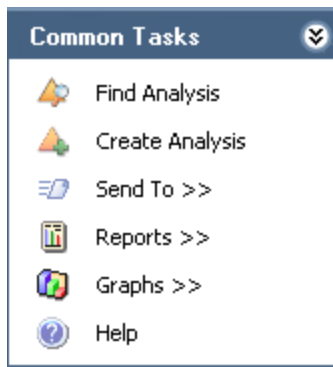 Common Tasks
Find Analysis
Create Analysis
Send To >>
Reports >>
Graphs >>
Help